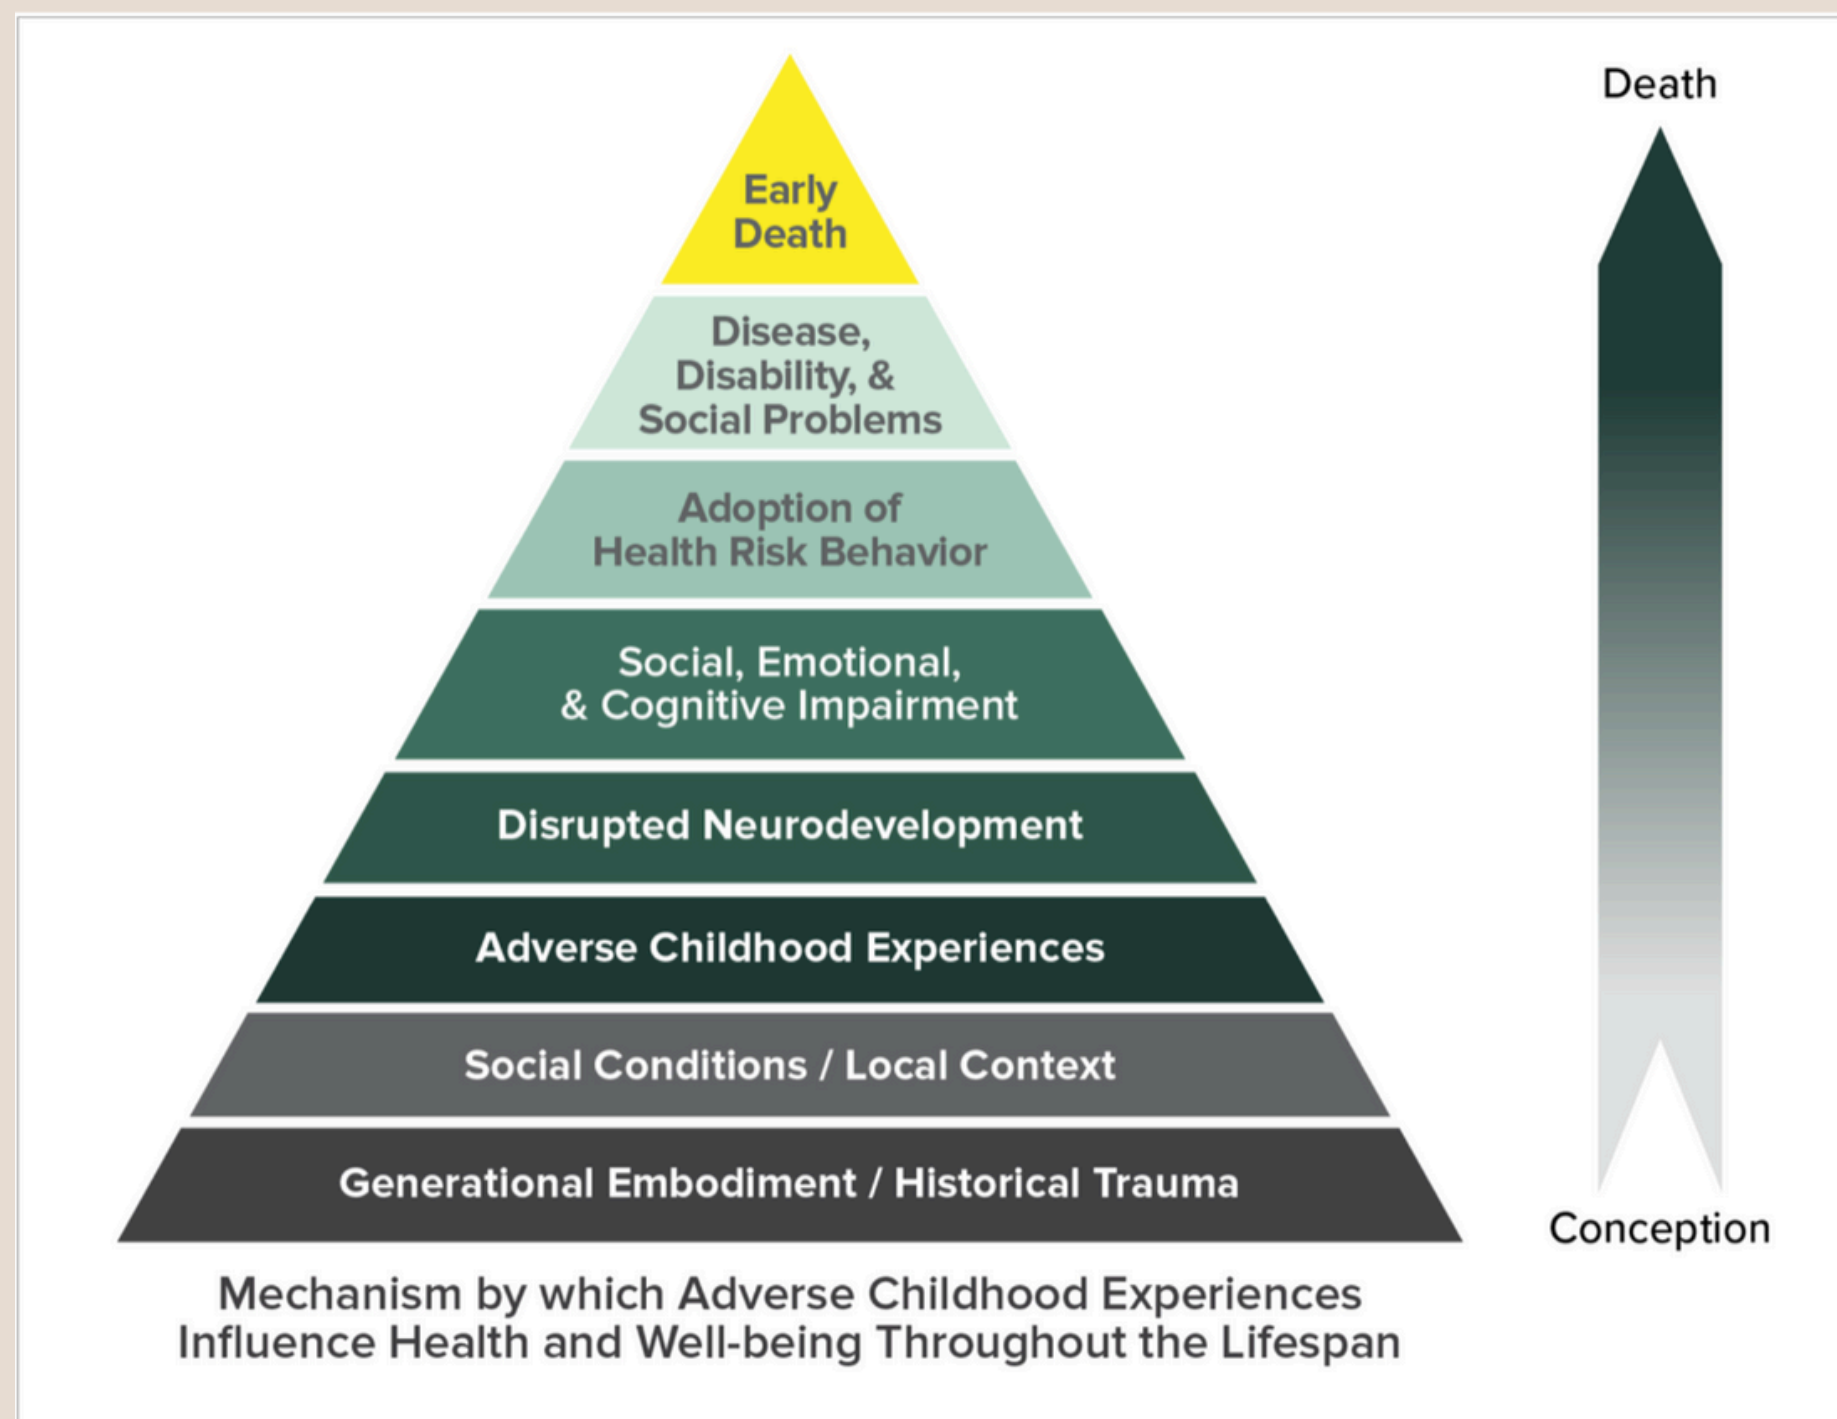 Death
Early
Death
Disease,
Disability, &
Social Problems
Adoption of
Health Risk Behavior
Social, Emotional,
& Cognitive Impairment
Disrupted Neurodevelopment
Adverse Childhood Experiences
Social Conditions / Local Context
Generational Embodiment / Historical Trauma
Conception
Mechanism by which Adverse Childhood Experiences
Influence Health and Well-being Throughout the Lifespan